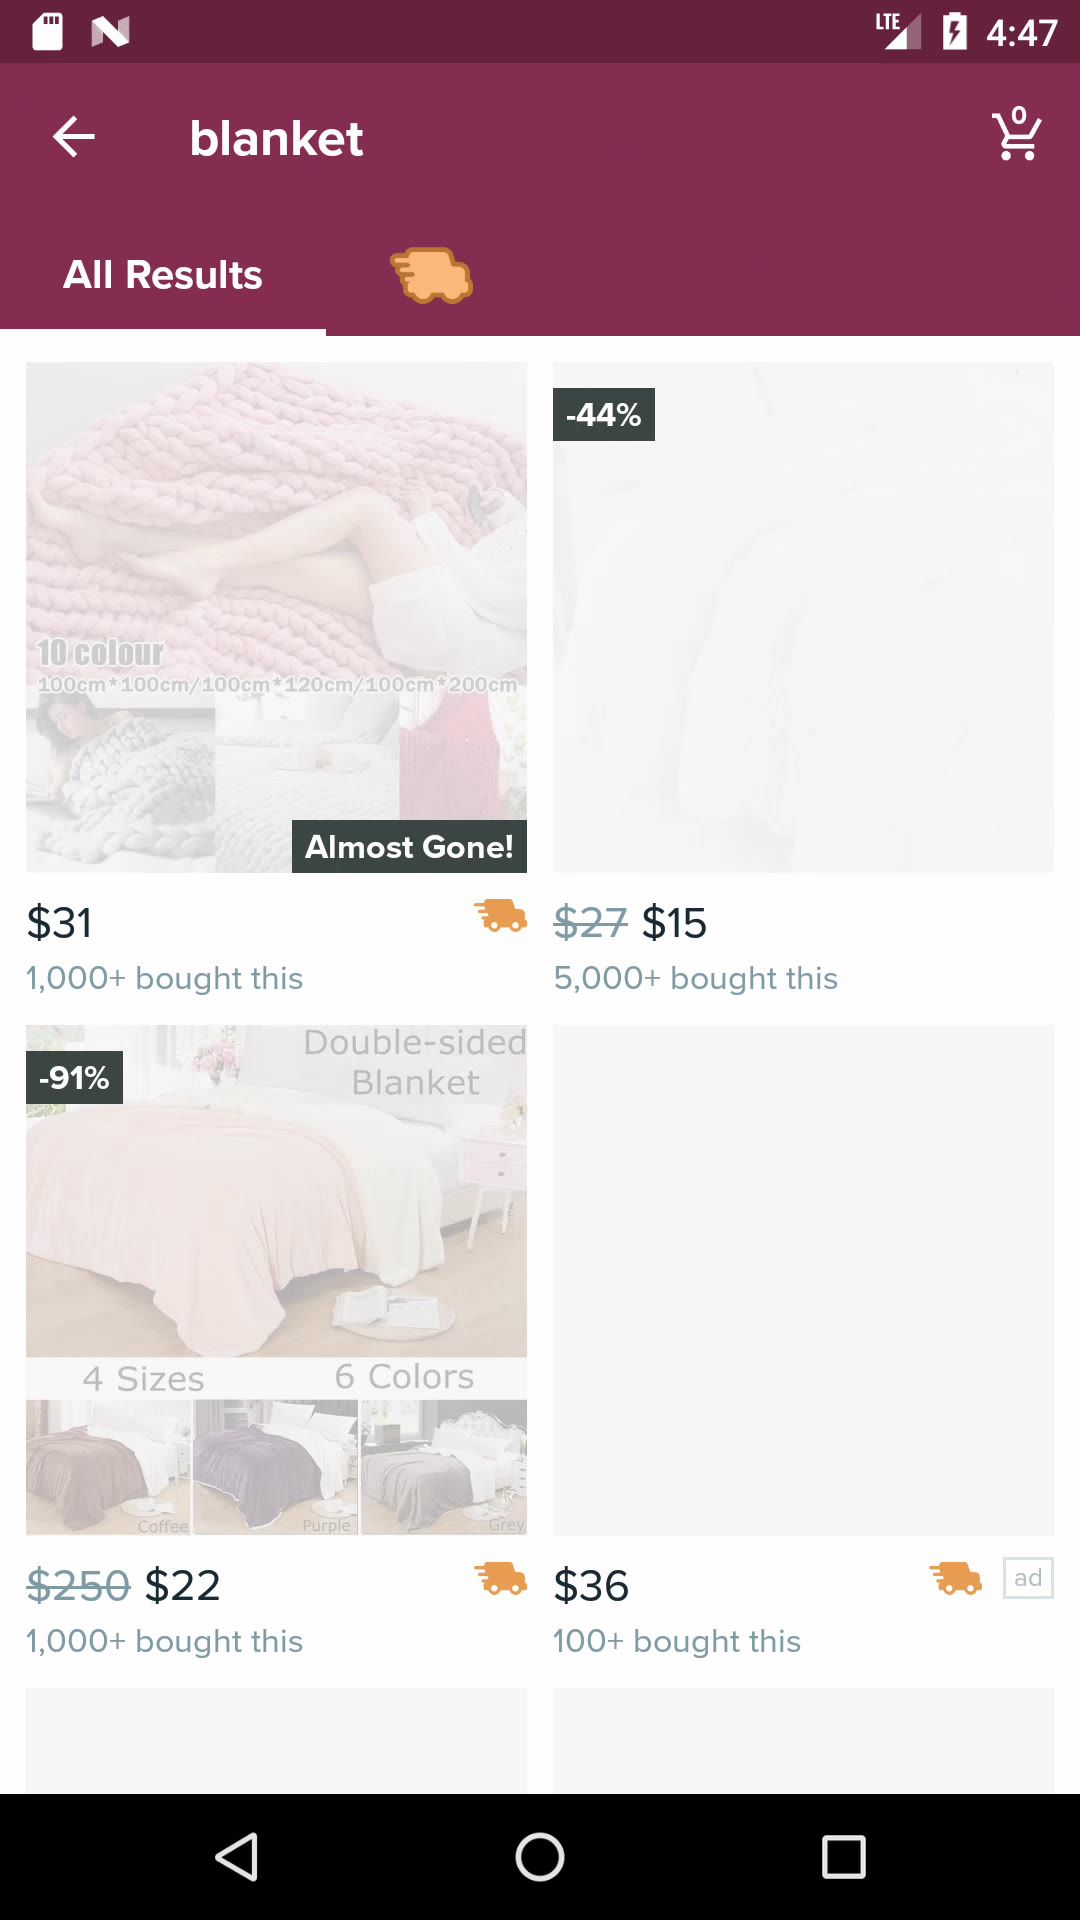 LTE 4:47
blanket
0
All Results
-44%
10 colour
100cm*100cm/100cm*120cm/100cm*200cm
Almost Gone!
$31
1,000+ bought this
$27 $15
5,000+ bought this
-91%
Double-sided
Blanket
4 Sizes 6 Colors
Coffee Purple Grey
$250 $22
1,000+ bought this
$36 ad
100+ bought this